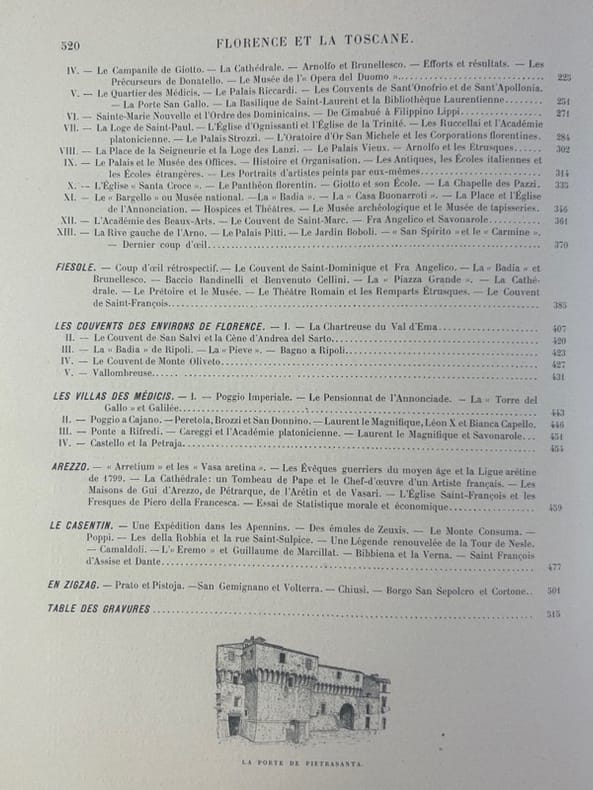 520 FLORENCE ET LA TOSCANE.
IV. — Le Campanile de Giotto. — La Cathédrale. — Arnolfo et Brunellesco. — Efforts et résultats. — Les
Précurseurs de Donatello. — Le Musée de l'« Opera del Duomo »........ 225
V. — Le Quartier des Médicis. — Le Palais Riccardi. — Les Couvents de Sant'Onofrio et de Sant'Apollonia.
— La Porte San Gallo. — La Basilique de Saint-Laurent et la Bibliothèque Laurentienne........ 251
VI. — Sainte-Marie Nouvelle et l'Ordre des Dominicains. — De Cimabué à Filippino Lippi........ 271
VII. — La Loge de Saint-Paul. — L'Église d'Ognissanti et l'Église de la Trinité. — Les Ruccellai et l'Académie
platonicienne. — Le Palais Strozi. — L'Oratoire d'Or San Michele et les Corporations florentines. 284
VIII. — La Place de la Seigneurie et la Loge des Lanzi. — Le Palais Vieux. — Arnolfo et les Etrusques..... 302
IX. — Le Palais et le Musée des Offices. — Histoire et Organisation. — Les Antiques, les Écoles italiennes et
les Écoles étrangères. — Portraits d'artistes peints par eux-mêmes........ 314
X. — L'Église « Santa Croce ». — Le Panthéon florentin. — Giotto et son École. — La Chapelle des Pazzi. 335
XI. — Le « Bargello » ou Musée national. — La « Badia ». — La « Casa Buonarroti ». — La Place et l'Église
de l'Annonciation. — Hospices et Théâtres. — Le Musée archéologique et le Musée de tapisseries. 346
XII. — L'Académie des Beaux-Arts. — Le Couvent de Saint-Marc. — Fra Angelico et Savonarole..... 361
XIII. — La Rive gauche de l'Arno. — Le Palais Pitti. — Le Jardin Boboli. — « San Spirito » et le « Carmine ».
— Dernier coup d'œil........ 370
FIESOLE. — Coup d'œil rétrospectif. — Le Couvent de Saint-Dominique et Fra Angelico. — La « Badia » et
Brunellesco. — Baccio Bandinelli et Benvenuto Cellini. — La « Piazza Grande ». — La Cathé-
drale. — Le Prétoire et le Musée. — Le Théâtre Romain et les Remparts Étrusques. — Le Couvent
de Saint-François........ 385
LES COUVENTS DES ENVIRONS DE FLORENCE. — I. — La Chartreuse du Val d'Ema........ 407
II. — Le Couvent de San Salvi et la Cène d'Andrea del Sarto........ 420
III. — La « Badia » de Ripoli. — La « Pieve ». — Bagno a Ripoli........ 423
IV. — Le Couvent de Monte Oliveto........ 427
V. — Vallombreuse........ 431
LES VILLAS DES MÉDICIS. — I. — Poggio Imperiale. — Le Pensionnat de l'Annonciade. — La « Torre del
Gallo » et Galilée........ 443
II. — Poggio a Cajano. — Peretoia, Brozzi et San Donnino. — Laurent le Magnifique, Léon X et Bianca Capello. 446
III. — Ponte a Rifredi. — Careggi et l'Académie platonicienne. — Laurent le Magnifique et Savonarole... 451
IV. — Castello et la Petraja........ 454
AREZZO. — « Arretium » et les « Vasa aretina ». — Les Évêques guerriers du moyen âge et la Ligue arétine
de 1799. — La Cathédrale: un Tombeau de Pape et le Chef-d'œuvre d'un Artiste français. — Les
Maisons de Gui d'Arezzo, de Pétrarque, de l'Arétin et de Vasari. — L'Église Saint-François et les
Fresques de Piero della Francesca. — Essai de Statistique morale et économique........ 459
LE CASENTIN. — Une Expédition dans les Apennins. — Des émules de Zeuxis. — Le Monte Consuma. —
Poppi. — Les della Robbia et la rue Saint-Sulpice. — Une Légende renouvelée de la Tour de Nesle.
— Camaldoli. — L'« Eremo » et Guillaume de Marcillat. — Bibbiena et la Verna. — Saint François
d'Assise et Dante........ 477
EN ZIGZAG. — Prato et Pistoja. — San Gemignano et Volterra. — Chiusi. — Borgo San Sepolcro et Cortone.. 501
TABLE DES GRAVURES........ 515
LA PORTE DE PIETRASANTA.